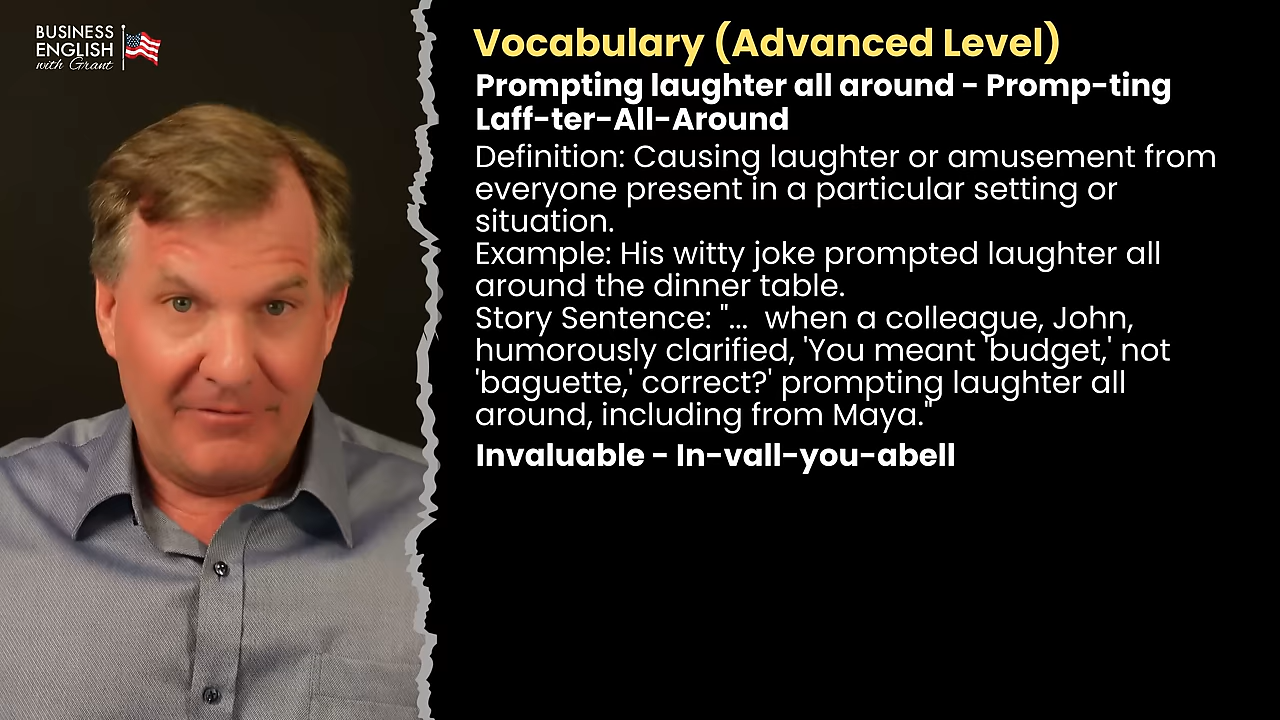 BUSINESS
ENGLISH
with Grant
Vocabulary (Advanced Level)
Prompting laughter all around - Promp-ting
Laff-ter-All-Around
Definition: Causing laughter or amusement from
everyone present in a particular setting or
situation.
Example: His witty joke prompted laughter all
around the dinner table.
Story Sentence: "...  when a colleague, John,
humorously clarified, 'You meant 'budget,' not
'baguette,' correct?' prompting laughter all
around, including from Maya."
Invaluable - In-vall-you-abell